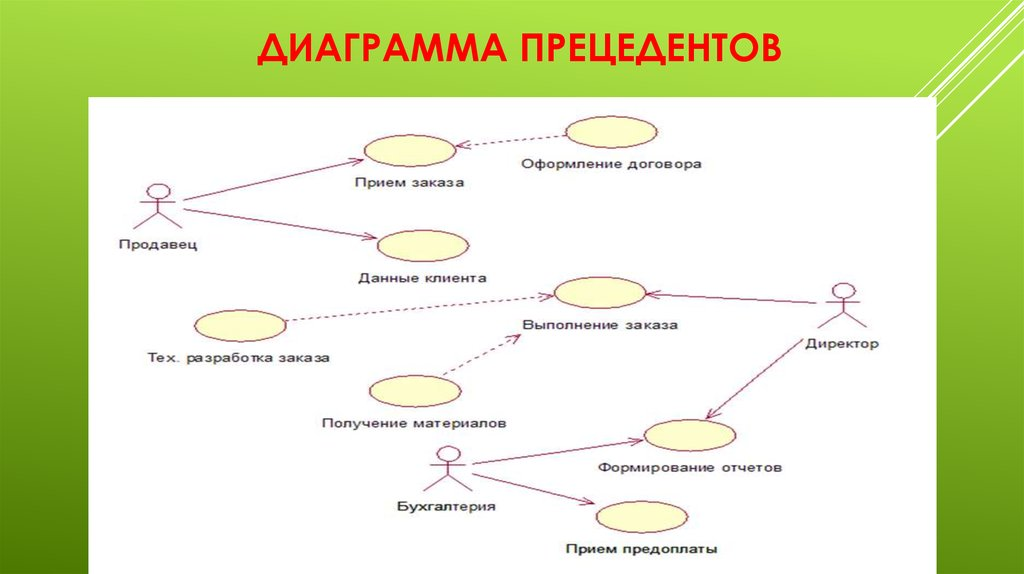 ДИАГРАММА ПРЕЦЕДЕНТОВ
Оформление договора
Прием заказа
Продавец
Данные клиента
Выполнение заказа
Директор
Тех. разработка заказа
Получение материалов
Формирование отчетов
Бухгалтерия
Прием предоплаты